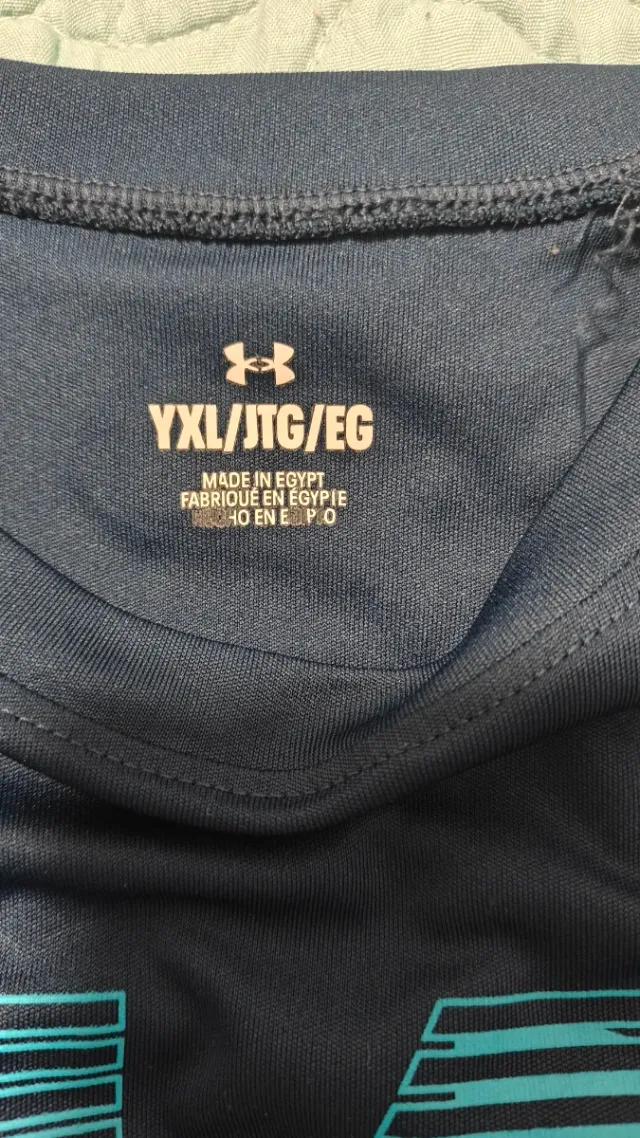 YXL/JTG/EG
MADE IN EGYPT
FABRIQUÉ EN ÉGYPTE
EN